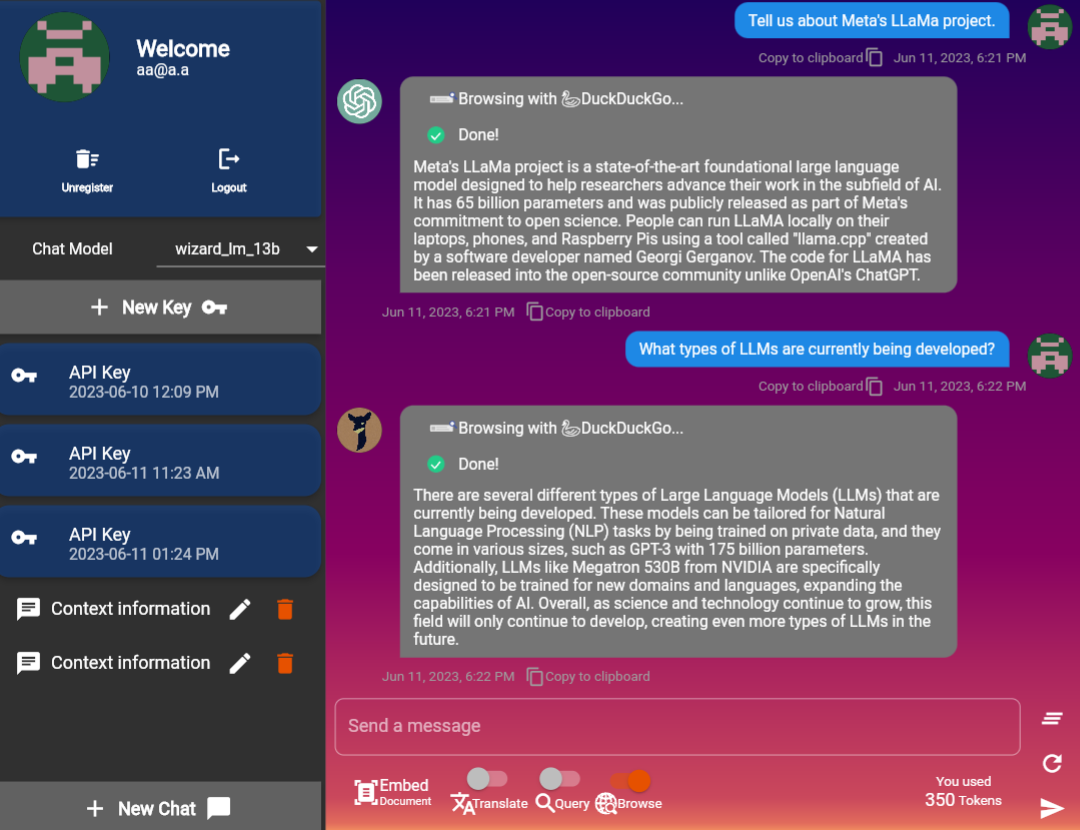 Welcome
aa@a.a
Unregister
Logout
Chat Model
wizard_lm_13b
New Key
API Key
2023-06-10 12:09 PM
API Key
2023-06-11 11:23 AM
API Key
2023-06-11 01:24 PM
Context information
Context information
New Chat
Tell us about Meta's LLaMa project.
Copy to clipboard Jun 11, 2023, 6:21 PM
Browsing with 🦢DuckDuckGo...
Done!
Meta's LLaMa project is a state-of-the-art foundational large language
model designed to help researchers advance their work in the subfield of AI.
It has 65 billion parameters and was publicly released as part of Meta's
commitment to open science. People can run LLaMA locally on their
laptops, phones, and Raspberry Pis using a tool called "llama.cpp" created
by a software developer named Georgi Gerganov. The code for LLaMA has
been released into the open-source community unlike OpenAI's ChatGPT.
Jun 11, 2023, 6:21 PM Copy to clipboard
What types of LLMs are currently being developed?
Copy to clipboard Jun 11, 2023, 6:22 PM
Browsing with 🦢DuckDuckGo...
Done!
There are several different types of Large Language Models (LLMs) that are
currently being developed. These models can be tailored for Natural
Language Processing (NLP) tasks by being trained on private data, and they
come in various sizes, such as GPT-3 with 175 billion parameters.
Additionally, LLMs like Megatron 530B from NVIDIA are specifically
designed to be trained for new domains and languages, expanding the
capabilities of AI. Overall, as science and technology continue to grow, this
field will only continue to develop, creating even more types of LLMs in the
future.
Jun 11, 2023, 6:22 PM Copy to clipboard
Send a message
Embed
Document
Translate
Query
Browse
You used
350 Tokens